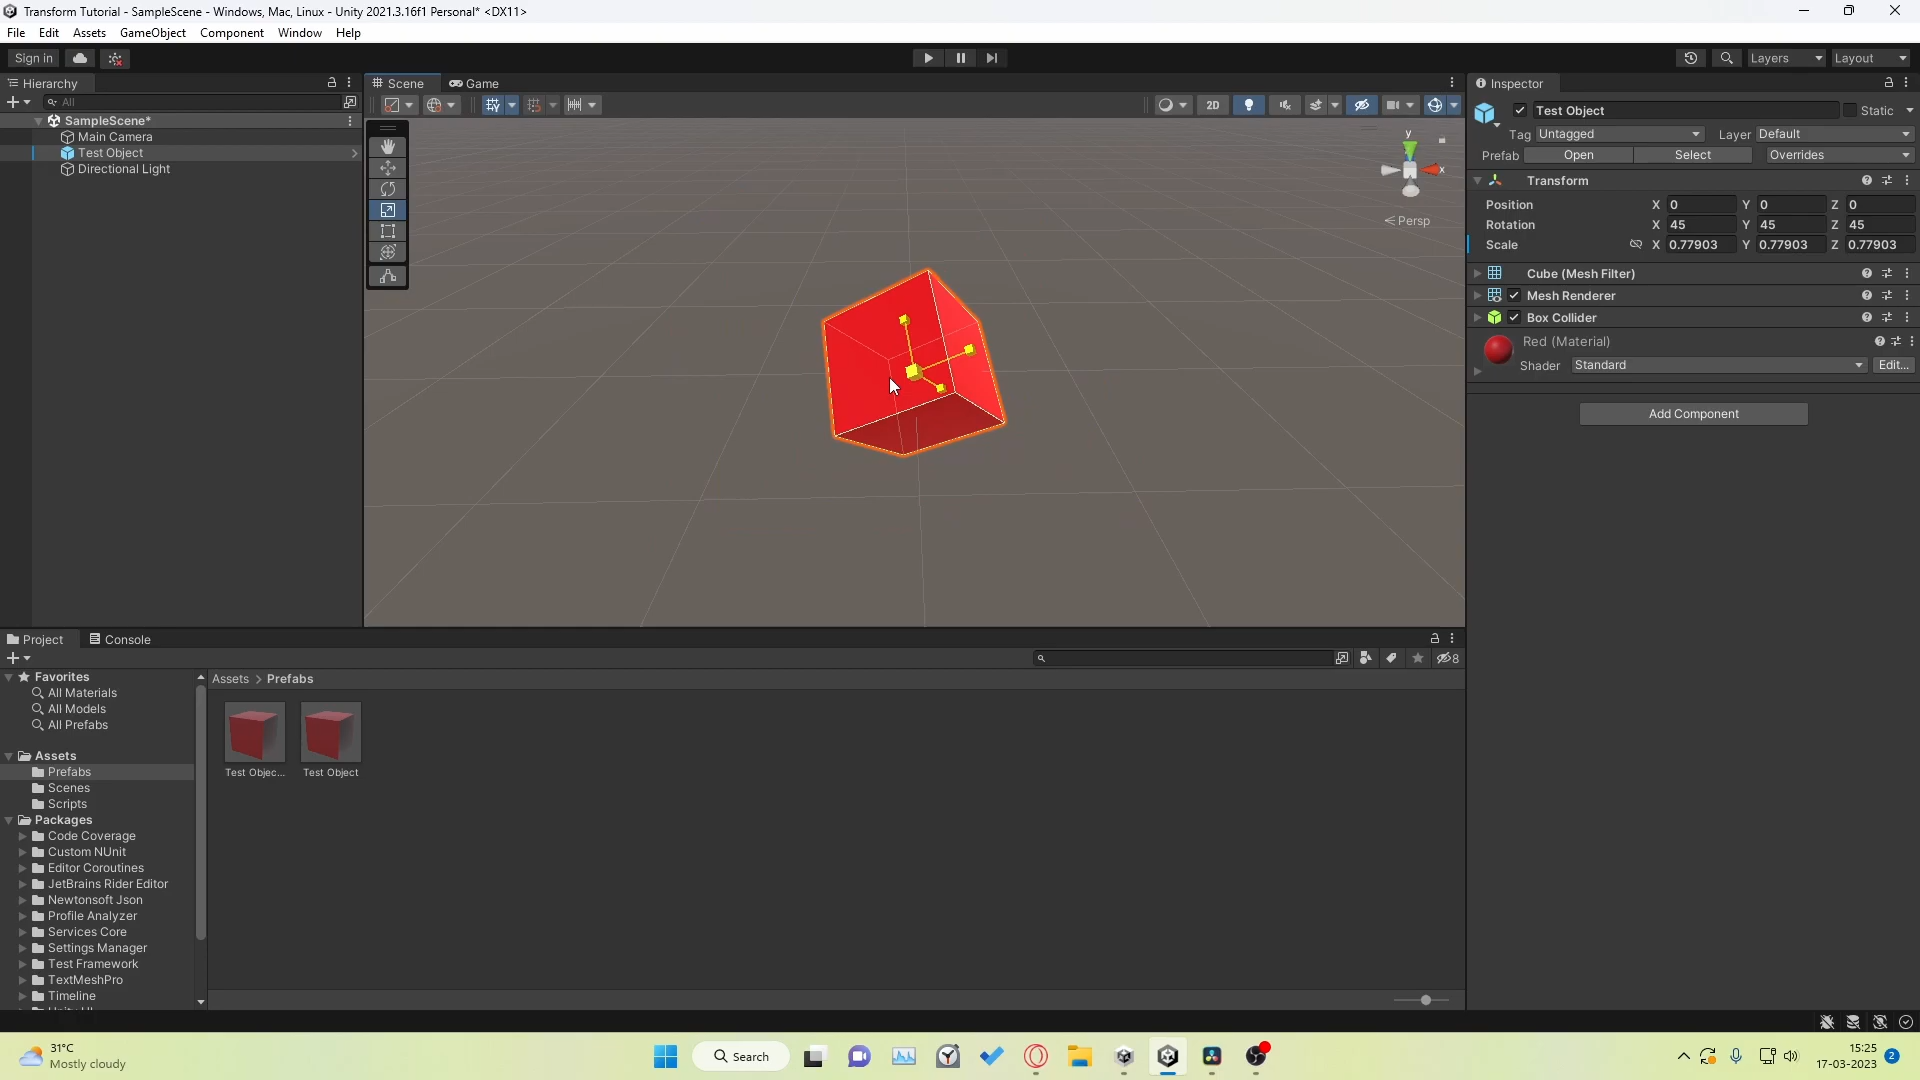 Transform Tutorial - SampleScene - Windows, Mac, Linux - Unity 2021.3.16f1 Personal* <DX11>
File Edit Assets GameObject Component Window Help
Sign in
Layers
Layout
Hierarchy
All
SampleScene*
Main Camera
Test Object
Directional Light
Scene
Game
2D
y
x
Persp
Inspector
Test Object
Static
Tag Untagged
Layer Default
Prefab Open Select Overrides
Transform
Position X 0 Y 0 Z 0
Rotation X 45 Y 45 Z 45
Scale X 0.77903 Y 0.77903 Z 0.77903
Cube (Mesh Filter)
Mesh Renderer
Box Collider
Red (Material)
Shader Standard Edit...
Add Component
Project
Console
8
Favorites
All Materials
All Models
All Prefabs
Assets
Prefabs
Scenes
Scripts
Packages
Code Coverage
Custom NUnit
Editor Coroutines
JetBrains Rider Editor
Newtonsoft Json
Profile Analyzer
Services Core
Settings Manager
Test Framework
TextMeshPro
Timeline
Assets > Prefabs
Test Objec...
Test Object
31°C
Mostly cloudy
Search
15:25
17-03-2023
2